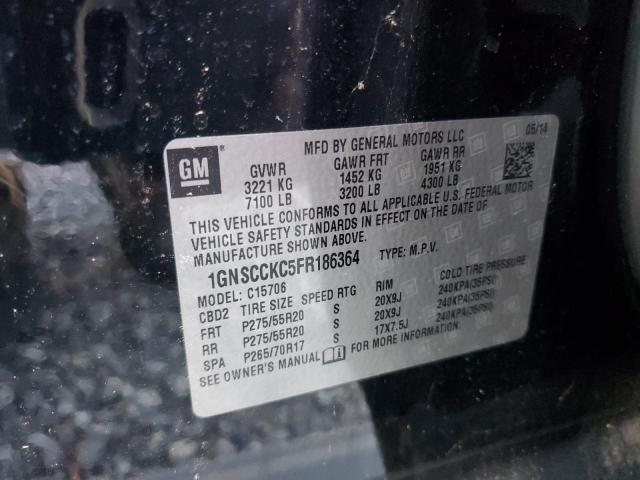 MFD BY GENERAL MOTORS LLC 05/14
GM
GVWR GAWR FRT GAWR RR
3221 KG 1452 KG 1951 KG
7100 LB 3200 LB 4300 LB
THIS VEHICLE CONFORMS TO ALL APPLICABLE U.S. FEDERAL MOTOR
VEHICLE SAFETY STANDARDS IN EFFECT ON THE DATE OF
MANUFACTURE SHOWN ABOVE.
1GNSCCKC5FR186364 TYPE: M.P.V.
MODEL: C15706
CBD2 TIRE SIZE SPEED RTG RIM COLD TIRE PRESSURE
FRT P275/55R20 S 20X9J 240KPA(35PSI)
RR P275/55R20 S 20X9J 240KPA(35PSI)
SPA P265/70R17 S 17X7.5J 240KPA(35PSI)
SEE OWNER'S MANUAL i FOR MORE INFORMATION.